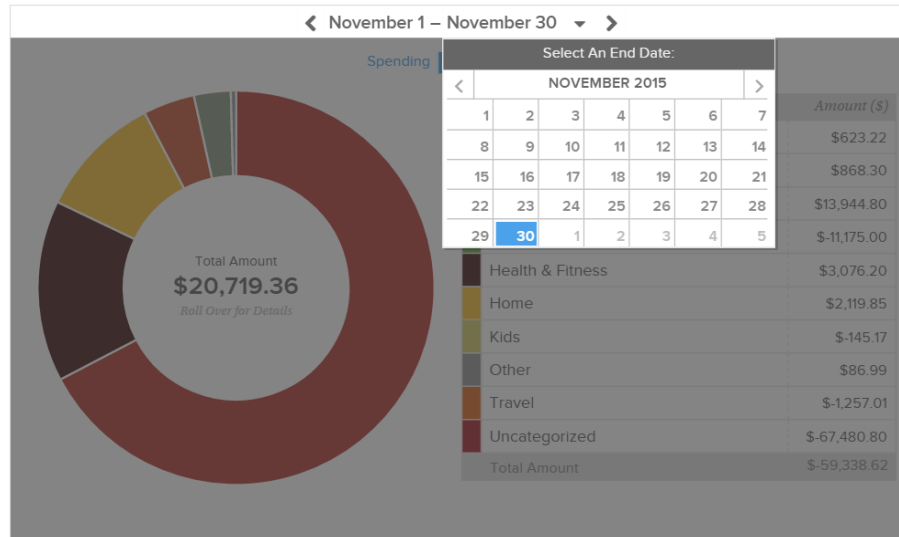 November 1 – November 30
Spending
Select An End Date:
NOVEMBER 2015
1 2 3 4 5 6 7
8 9 10 11 12 13 14
15 16 17 18 19 20 21
22 23 24 25 26 27 28
29 30 1 2 3 4 5
Amount ($)
$623.22
$868.30
$13,944.80
$-11,175.00
Health & Fitness $3,076.20
Home $2,119.85
Kids $-145.17
Other $86.99
Travel $-1,257.01
Uncategorized $-67,480.80
Total Amount $-59,338.62
Total Amount
$20,719.36
Roll Over for Details